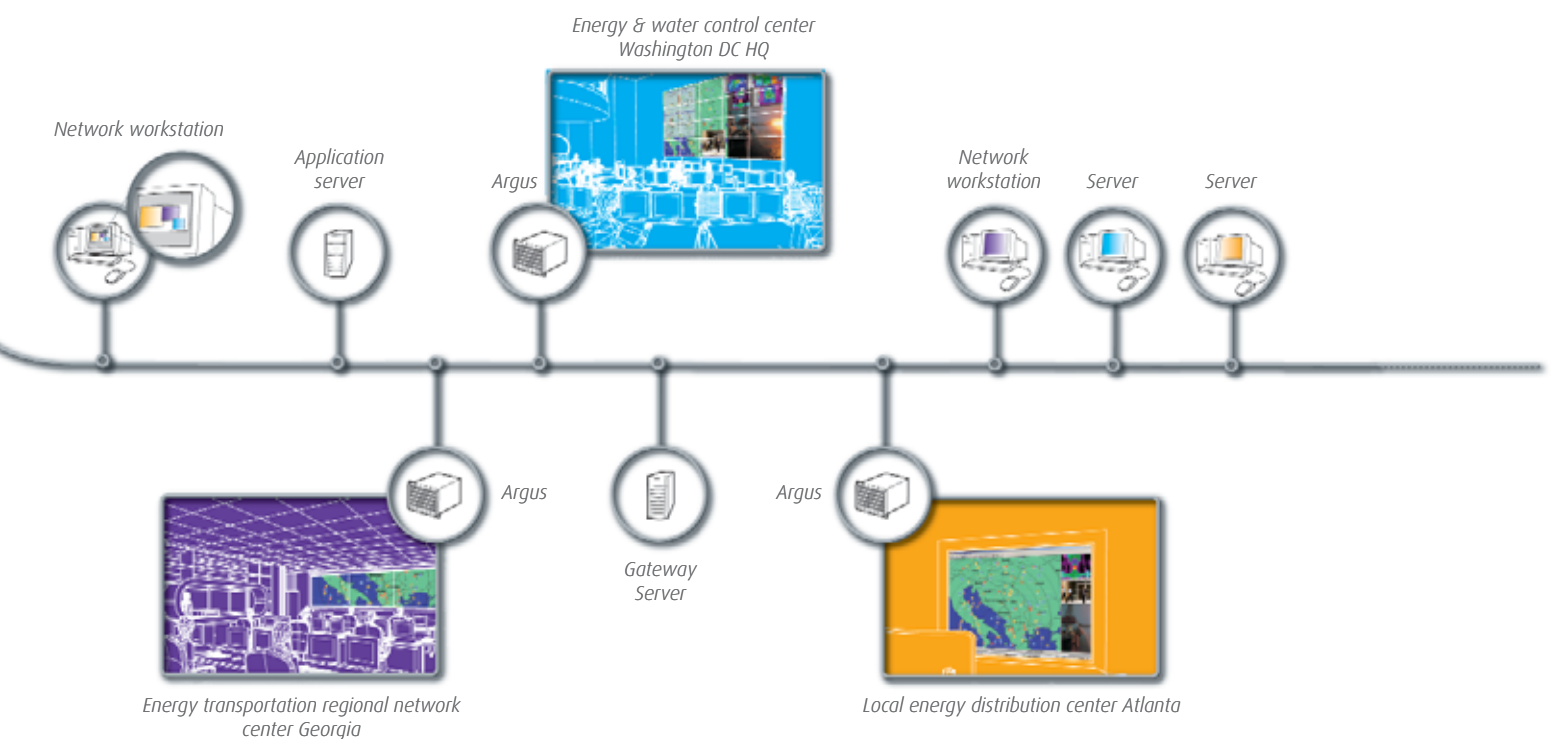 Energy & water control center
Washington DC HQ
Network workstation
Application
server
Argus
Network
workstation
Server
Server
Argus
Gateway
Server
Argus
Energy transportation regional network
center Georgia
Local energy distribution center Atlanta